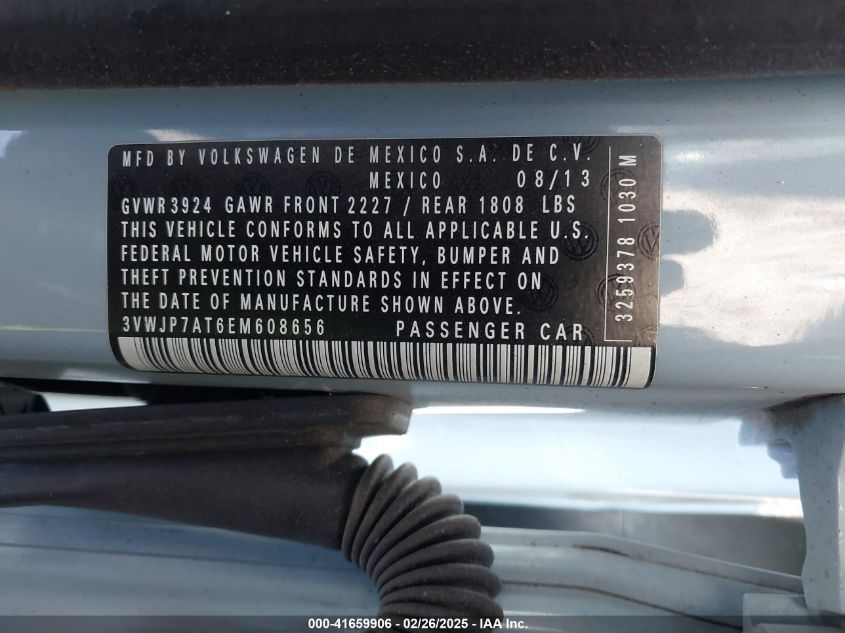 MFD BY VOLKSWAGEN DE MEXICO S.A. DE C.V.
MEXICO 08/13
GVWR 3924 GAWR FRONT 2227 / REAR 1808 LBS
THIS VEHICLE CONFORMS TO ALL APPLICABLE U.S.
FEDERAL MOTOR VEHICLE SAFETY, BUMPER AND
THEFT PREVENTION STANDARDS IN EFFECT ON
THE DATE OF MANUFACTURE SHOWN ABOVE.
3VWJP7AT6EM608656 PASSENGER CAR
3259378 1030 M
000-41659906 - 02/26/2025 - IAA Inc.